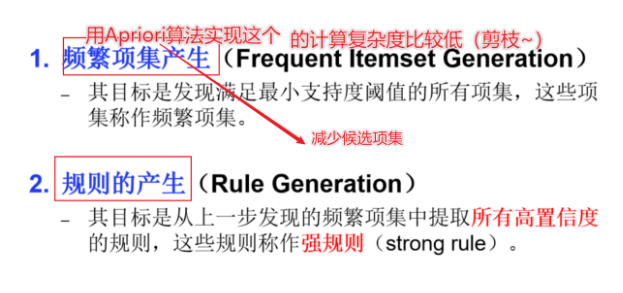 用Apriori算法实现这个 的计算复杂度比较低（剪枝~）
1. 频繁项集产生（Frequent Itemset Generation）
– 其目标是发现满足最小支持度阈值的所有项集，这些项
集称作频繁项集。
减少候选项集
2. 规则的产生（Rule Generation）
– 其目标是从上一步发现的频繁项集中提取所有高置信度
的规则，这些规则称作强规则（strong rule）。